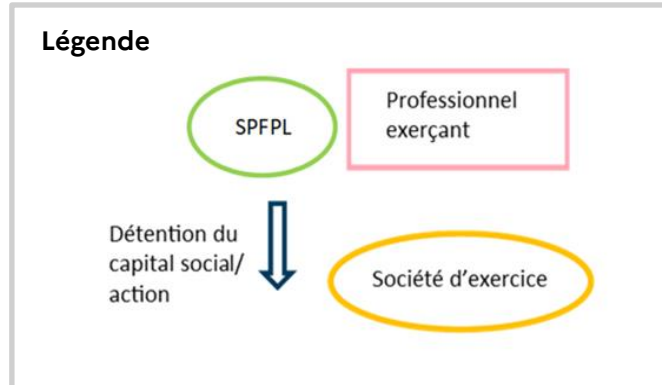 Légende
SPFPL
Professionnel
exerçant
Détention du
capital social/
action
Société d'exercice